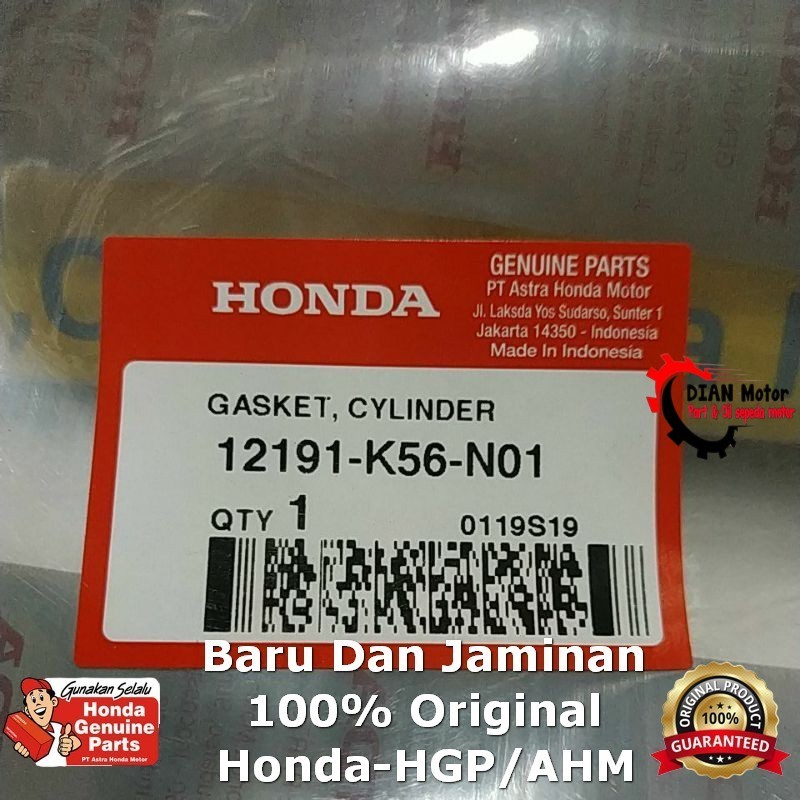 HONDA
GENUINE PARTS
PT Astra Honda Motor
Jl. Laksda Yos Sudarso, Sunter 1
Jakarta 14350 - Indonesia
Made In Indonesia
DIAN Motor
GASKET, CYLINDER
12191-K56-N01
QTY 1
0119S19
Baru Dan Jaminan
100% Original
Honda-HGP/AHM
Gunakan Selalu
Honda
Genuine
Parts
PT Astra Honda Motor
ORIGINAL PRODUCT
100%
GUARANTEED